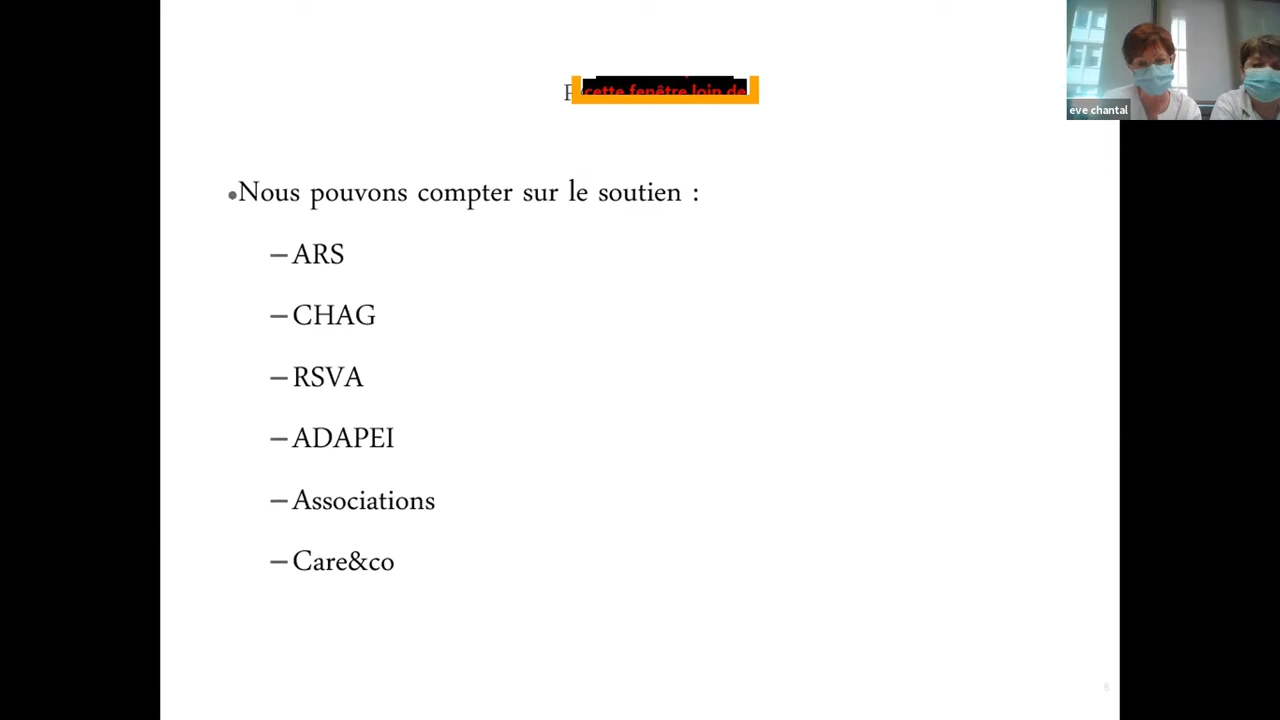 cette fenêtre loin de
eve chantal
•Nous pouvons compter sur le soutien :
– ARS
– CHAG
– RSVA
– ADAPEI
– Associations
– Care&co